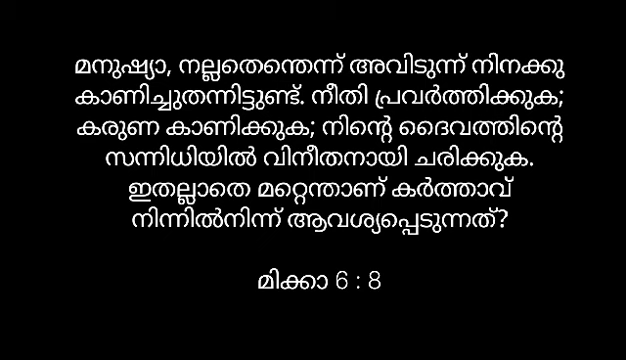 മനുഷ്യാ, നല്ലതെന്തെന്ന് അവിടുന്ന് നിനക്കു
കാണിച്ചുതന്നിട്ടുണ്ട്. നീതി പ്രവർത്തിക്കുക;
കരുണ കാണിക്കുക; നിന്റെ ദൈവത്തിന്റെ
സന്നിധിയിൽ വിനീതനായി ചരിക്കുക.
ഇതല്ലാതെ മറ്റെന്താണ് കർത്താവ്
നിന്നിൽനിന്ന് ആവശ്യപ്പെടുന്നത്?
മിക്കാ 6 : 8